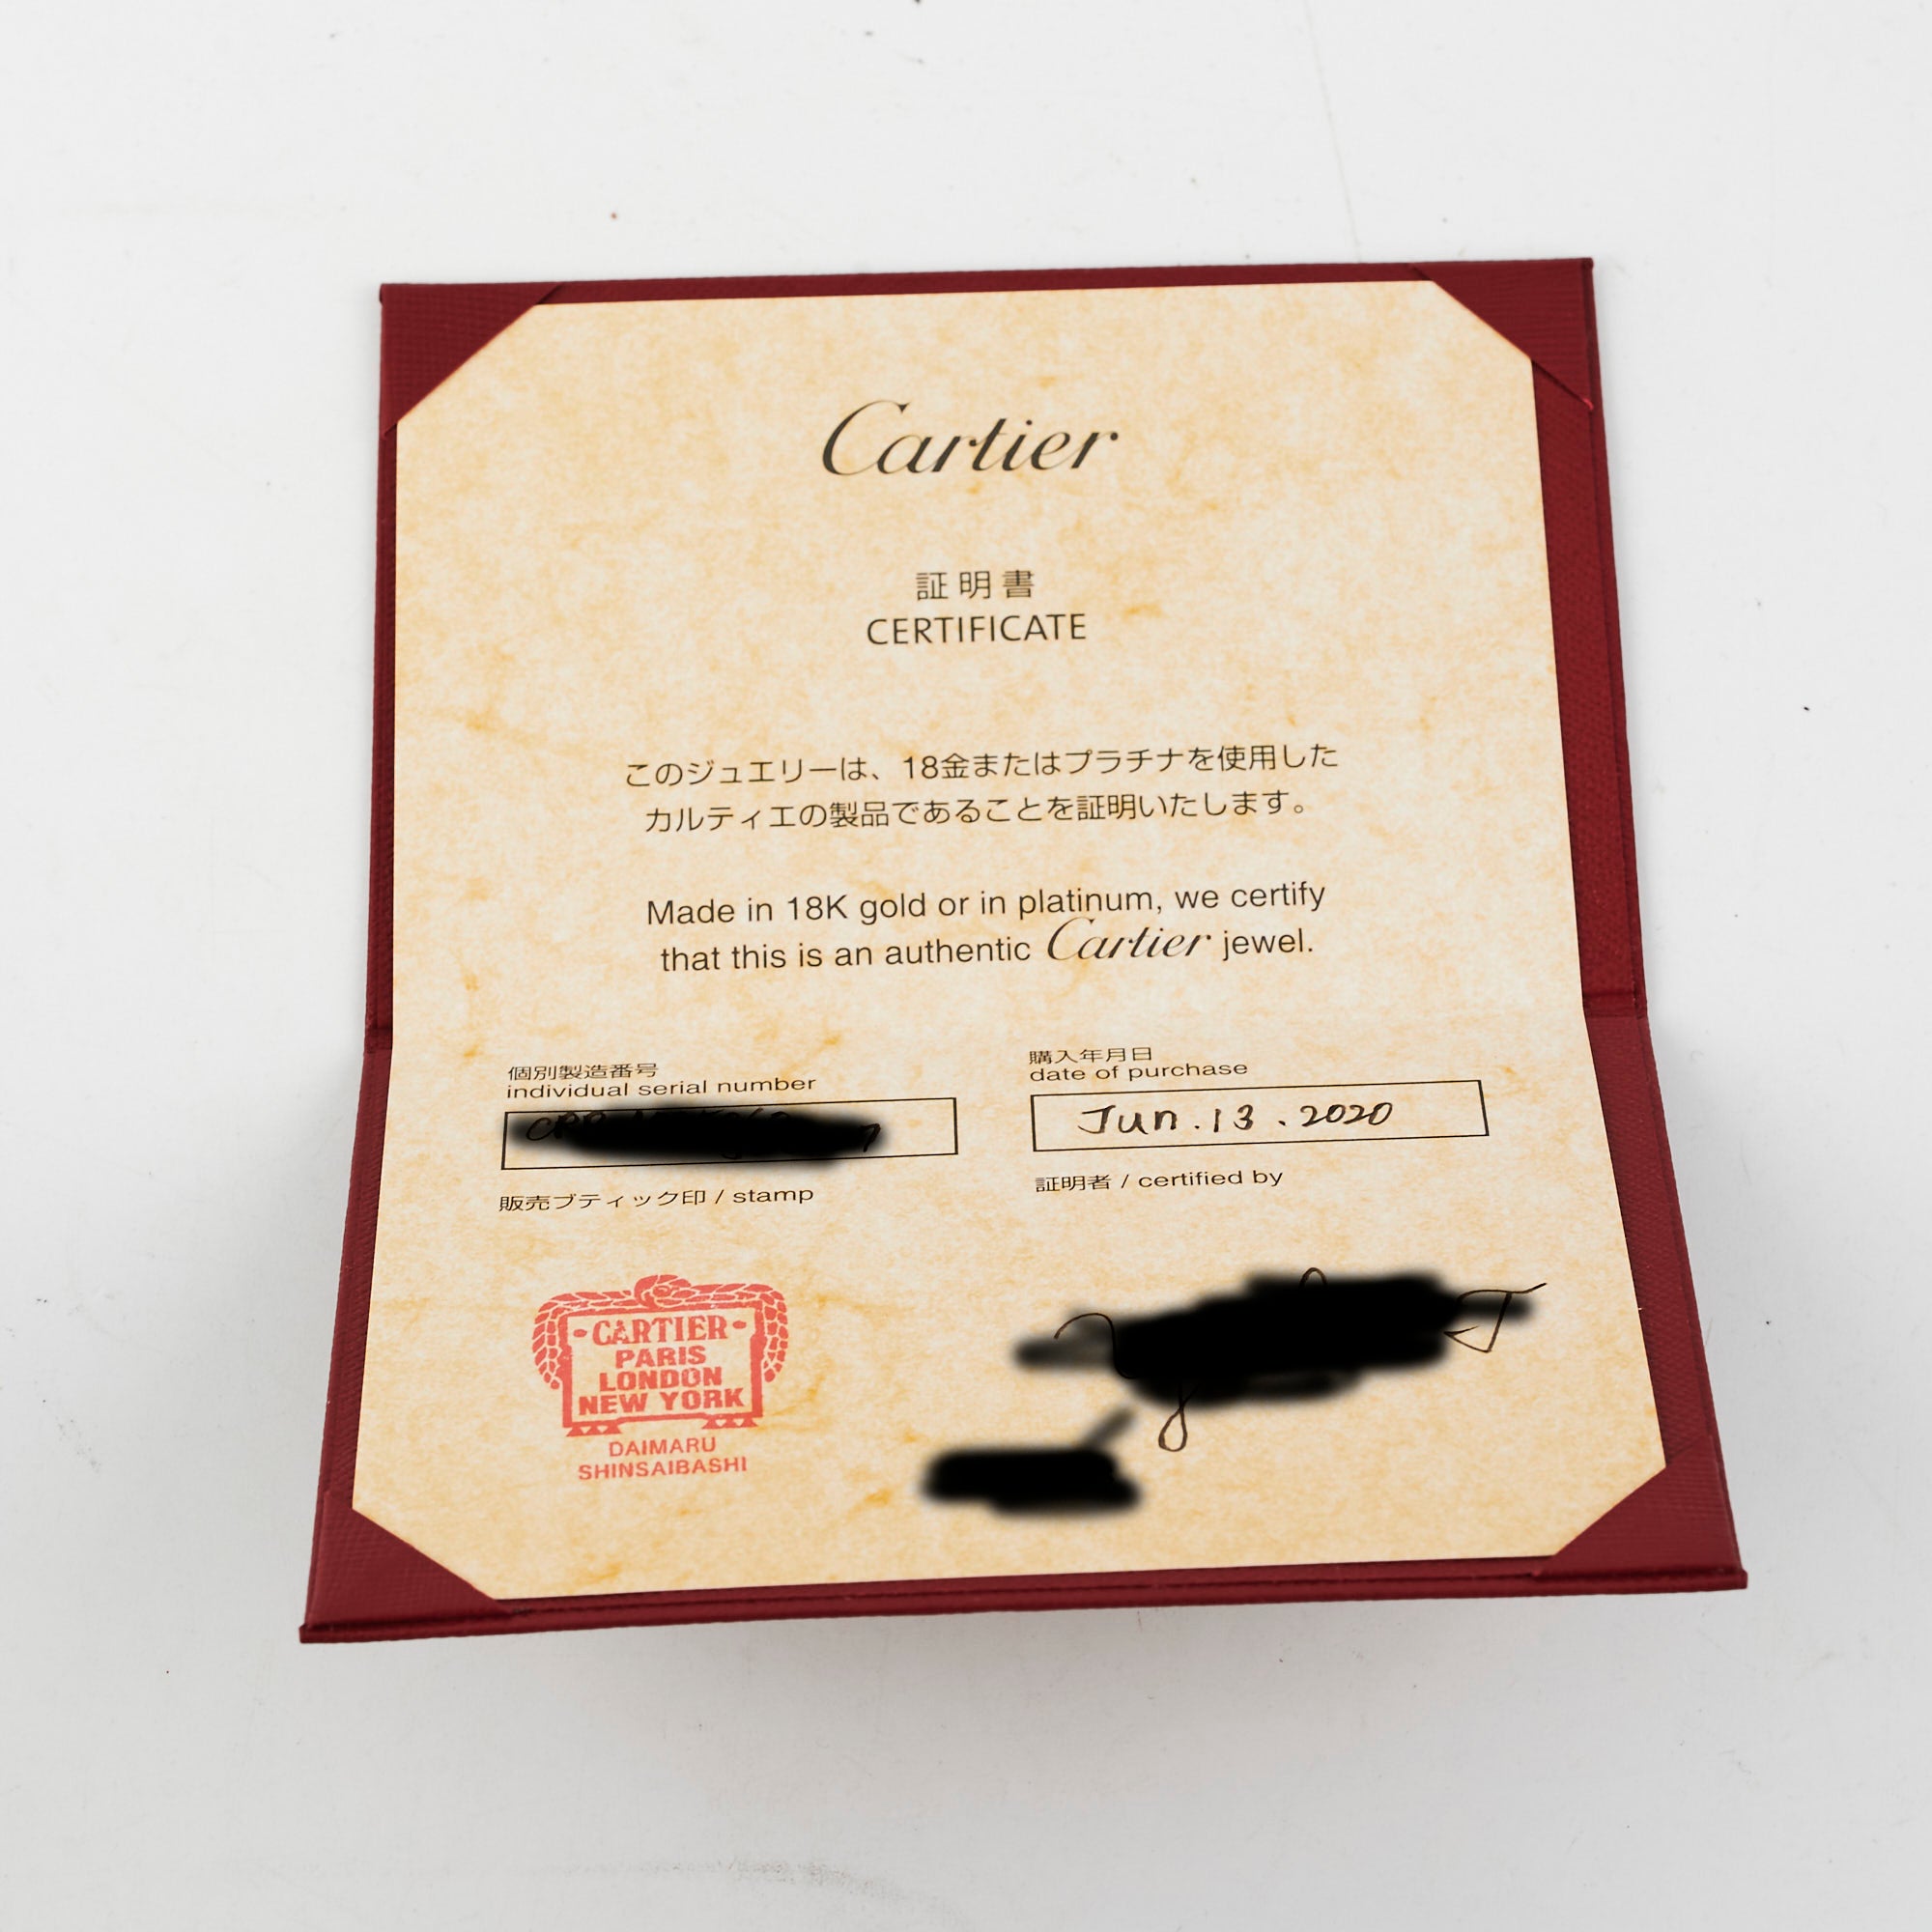 Cartier
証明書
CERTIFICATE
このジュエリーは、18金またはプラチナを使用した
カルティエの製品であることを証明いたします。
Made in 18K gold or in platinum, we certify
that this is an authentic Cartier jewel.
個別製造番号
individual serial number
購入年月日
date of purchase
Jun.13.2020
販売ブティック印 / stamp
証明者 / certified by
·CARTIER·
PARIS
LONDON
NEW YORK
DAIMARU
SHINSAIBASHI